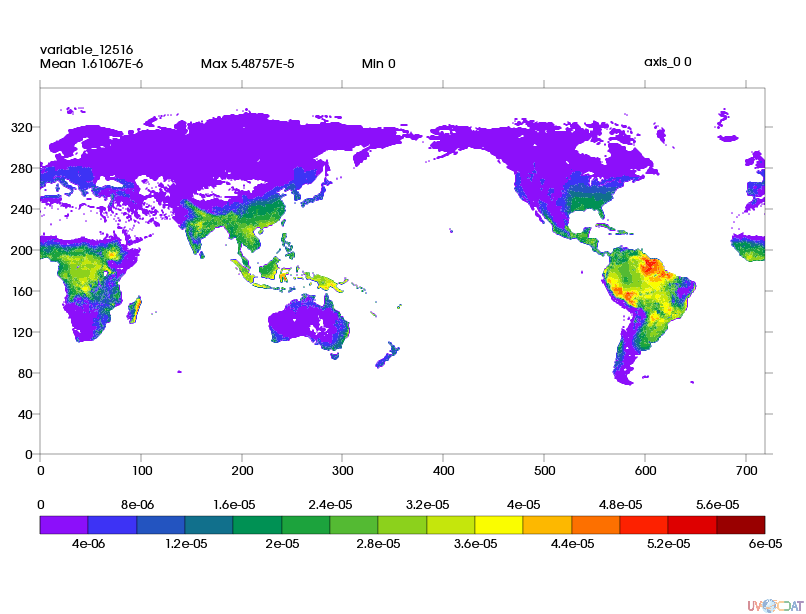 variable_12516
Mean 1.61067E-6 Max 5.48757E-5 Min 0 axis_0 0
320
280
240
200
160
120
80
40
0
0 100 200 300 400 500 600 700
0 8e-06 1.6e-05 2.4e-05 3.2e-05 4e-05 4.8e-05 5.6e-05
4e-06 1.2e-05 2e-05 2.8e-05 3.6e-05 4.4e-05 5.2e-05 6e-05
UV CDAT